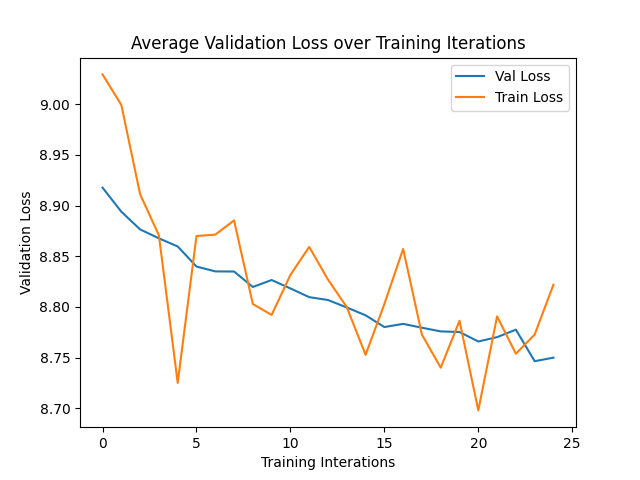 Average Validation Loss over Training Iterations
Val Loss
Train Loss
9.00
8.95
8.90
8.85
8.80
8.75
8.70
Validation Loss
0
5
10
15
20
25
Training Interations